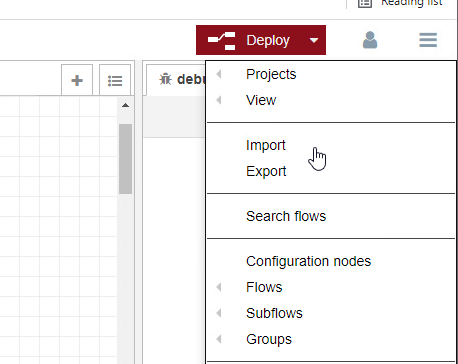 Reading list
Deploy
debu
Projects
View
Import
Export
Search flows
Configuration nodes
Flows
Subflows
Groups